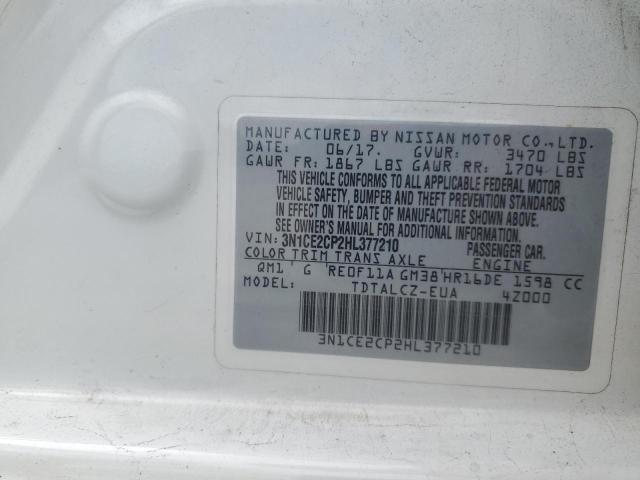 MANUFACTURED BY NISSAN MOTOR CO.,LTD.
DATE: 06/17. GVWR: 3470 LBS
GAWR FR: 1867 LBS GAWR RR: 1704 LBS
THIS VEHICLE CONFORMS TO ALL APPLICABLE FEDERAL MOTOR
VEHICLE SAFETY, BUMPER AND THEFT PREVENTION STANDARDS
IN EFFECT ON THE DATE OF MANUFACTURE SHOWN ABOVE.
SEE OWNER'S MANUAL FOR ADDITIONAL INFORMATION.
VIN: 3N1CE2CP2HL377210 PASSENGER CAR.
COLOR TRIM TRANS AXLE ENGINE
QM1 ' G 'RE0F11A GM38'HR16DE 1598 CC
MODEL: TDTALCZ-EUA 4Z000
3N1CE2CP2HL377210